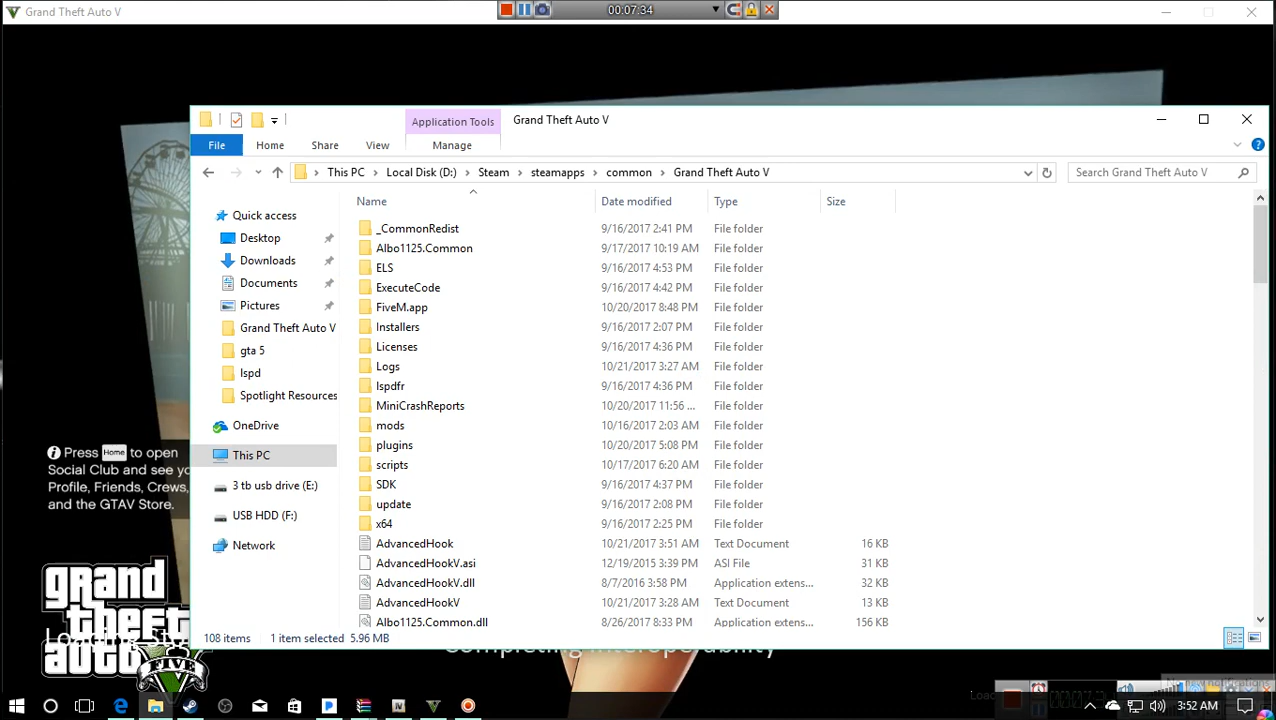 Grand Theft Auto V
00:07:34
Application Tools
Grand Theft Auto V
File
Home
Share
View
Manage
This PC
Local Disk (D:)
Steam
steamapps
common
Grand Theft Auto V
Search Grand Theft Auto V
Name
Date modified
Type
Size
Quick access
Desktop
Downloads
Documents
Pictures
Grand Theft Auto V
gta 5
lspd
Spotlight Resources
OneDrive
This PC
3 tb usb drive (E:)
USB HDD (F:)
Network
_CommonRedist 9/16/2017 2:41 PM File folder
Albo1125.Common 9/17/2017 10:19 AM File folder
ELS 9/16/2017 4:53 PM File folder
ExecuteCode 9/16/2017 4:42 PM File folder
FiveM.app 10/20/2017 8:48 PM File folder
Installers 9/16/2017 2:07 PM File folder
Licenses 9/16/2017 4:36 PM File folder
Logs 10/21/2017 3:27 AM File folder
lspdfr 9/16/2017 4:36 PM File folder
MiniCrashReports 10/20/2017 11:56 ... File folder
mods 10/16/2017 2:03 AM File folder
plugins 10/20/2017 5:08 PM File folder
scripts 10/17/2017 6:20 AM File folder
SDK 9/16/2017 4:37 PM File folder
update 9/16/2017 2:08 PM File folder
x64 9/16/2017 2:25 PM File folder
AdvancedHook 10/21/2017 3:51 AM Text Document 16 KB
AdvancedHookV.asi 12/19/2015 3:39 PM ASI File 31 KB
AdvancedHookV.dll 8/7/2016 3:58 PM Application extens... 32 KB
AdvancedHookV 10/21/2017 3:28 AM Text Document 13 KB
Albo1125.Common.dll 8/26/2017 8:33 PM Application extens... 156 KB
108 items 1 item selected 5.96 MB
Press Home to open
Social Club and see yo
Profile, Friends, Crews,
and the GTAV Store.
grand
theft
auto
FIVE
Completing Interoperability
No new notifications
3:52 AM